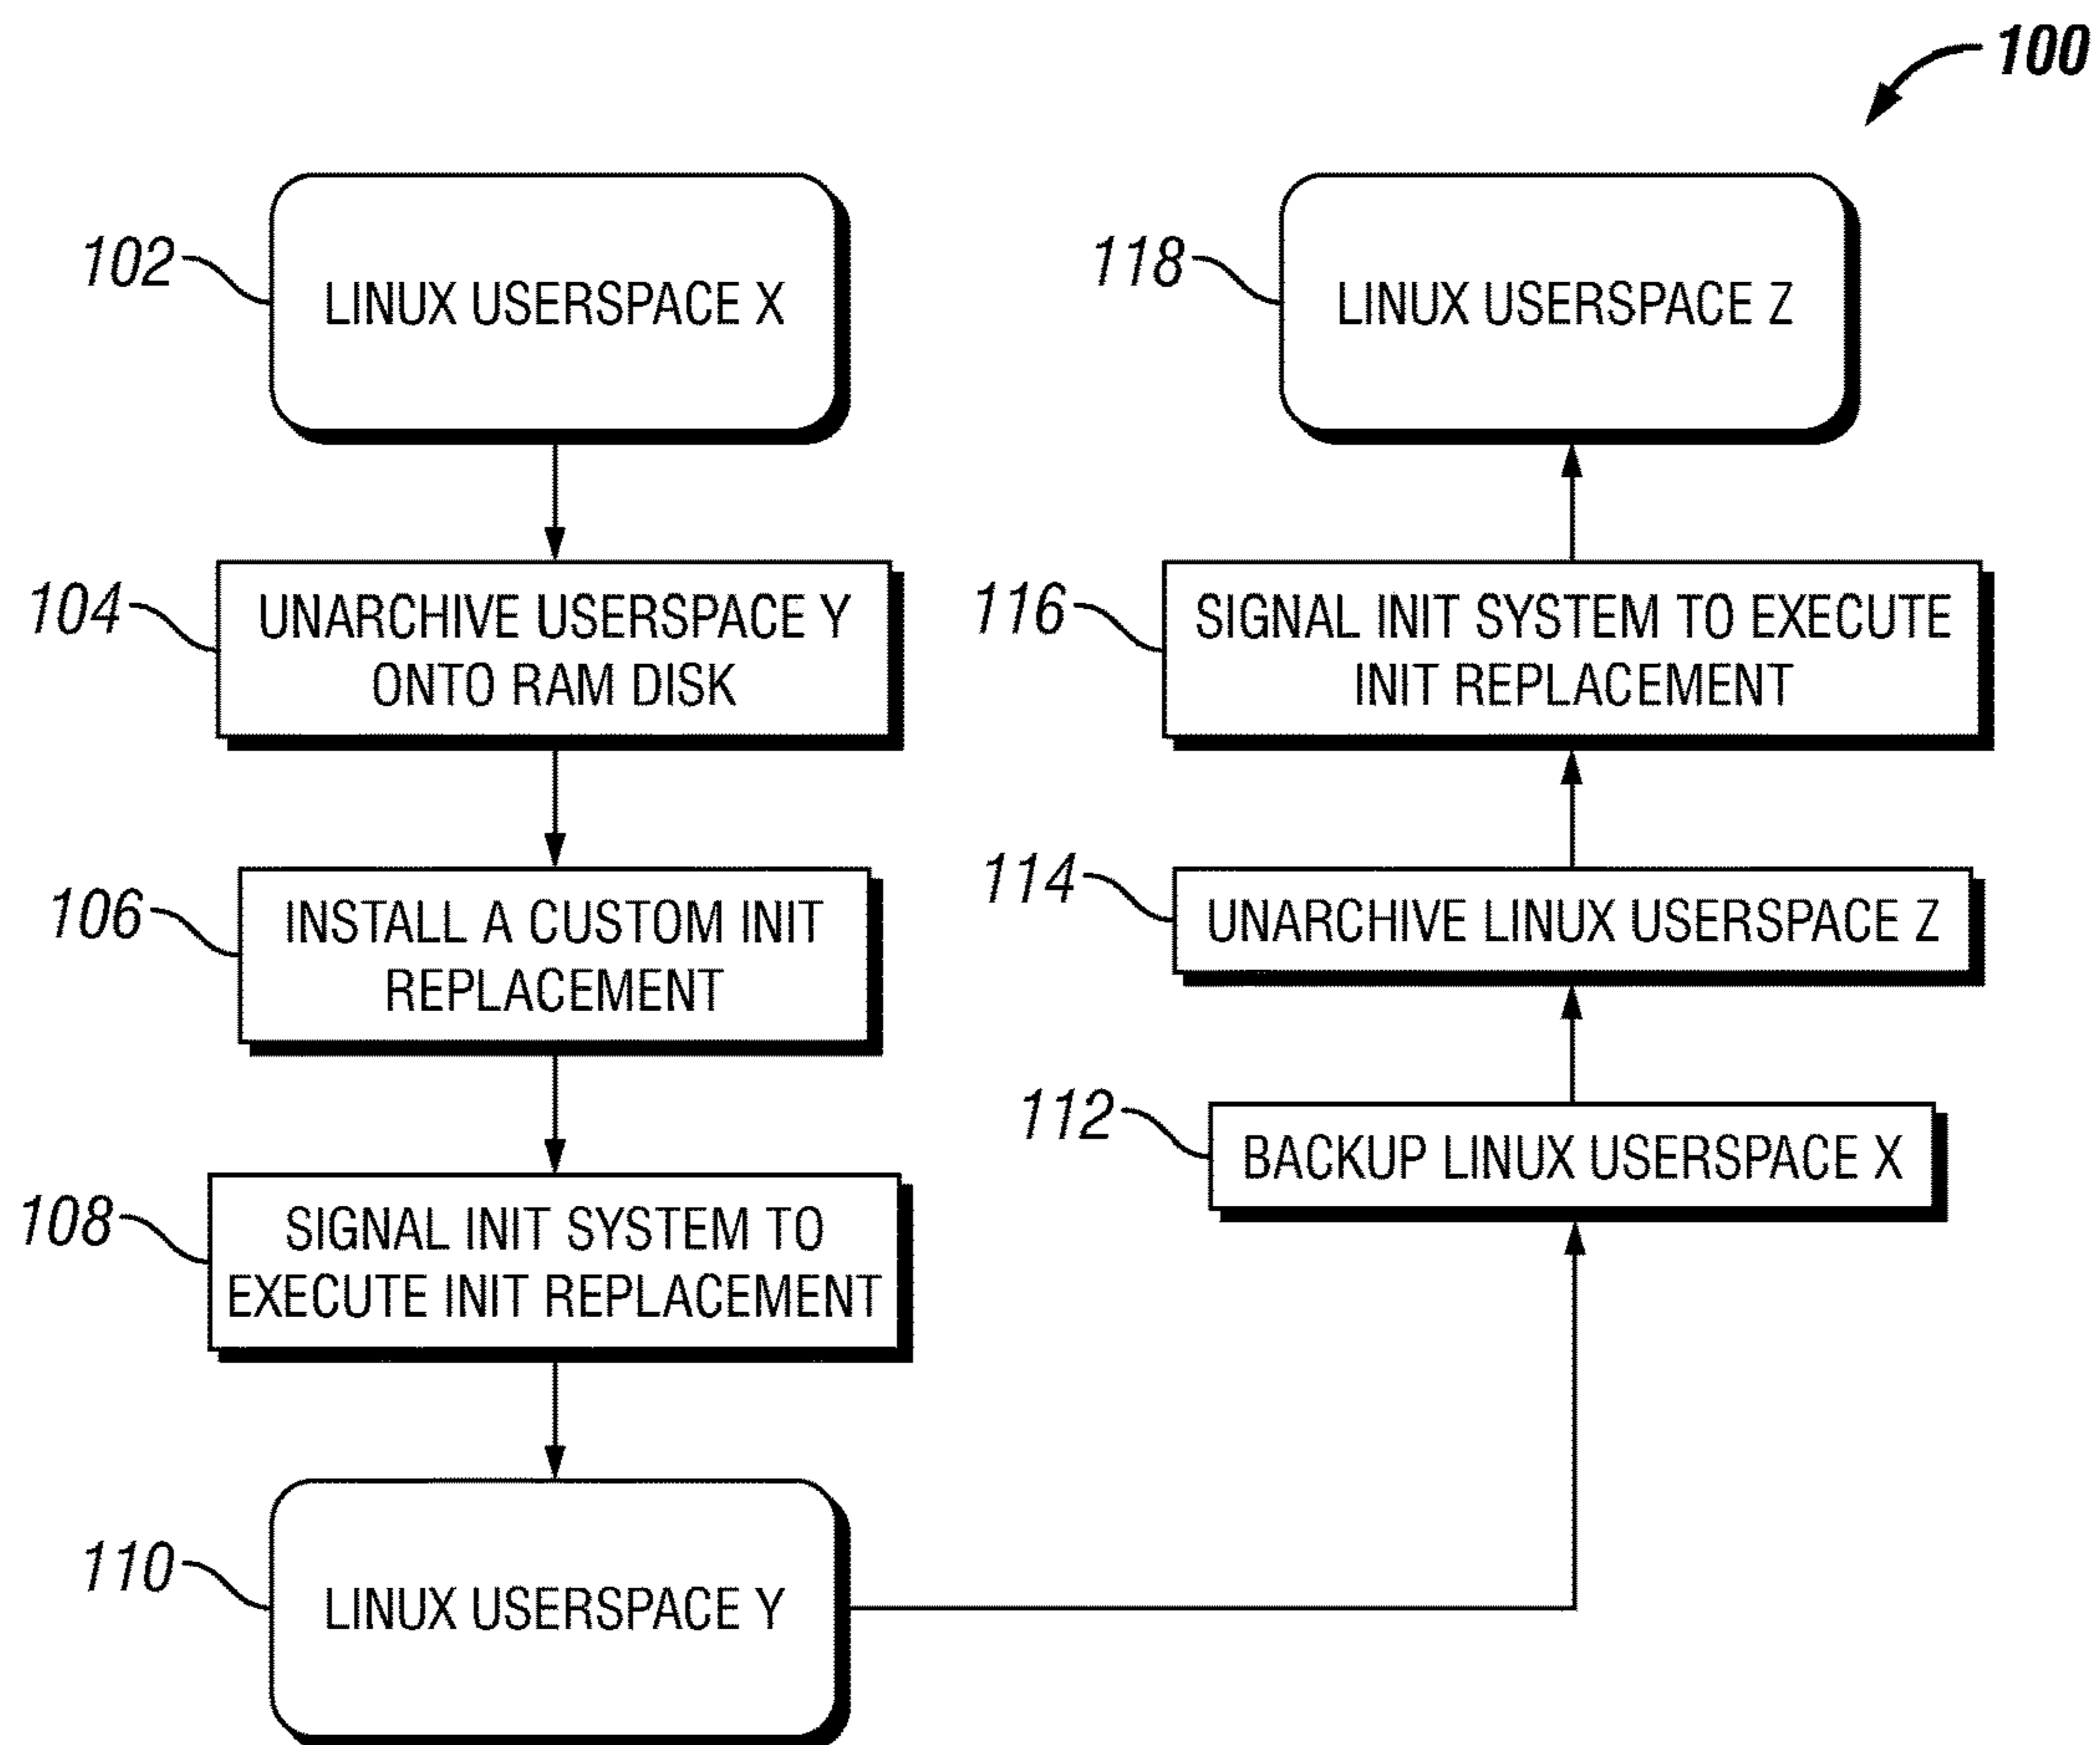 100
102
LINUX USERSPACE X
104
UNARCHIVE USERSPACE Y
ONTO RAM DISK
106
INSTALL A CUSTOM INIT
REPLACEMENT
108
SIGNAL INIT SYSTEM TO
EXECUTE INIT REPLACEMENT
110
LINUX USERSPACE Y
112
BACKUP LINUX USERSPACE X
114
UNARCHIVE LINUX USERSPACE Z
116
SIGNAL INIT SYSTEM TO EXECUTE
INIT REPLACEMENT
118
LINUX USERSPACE Z